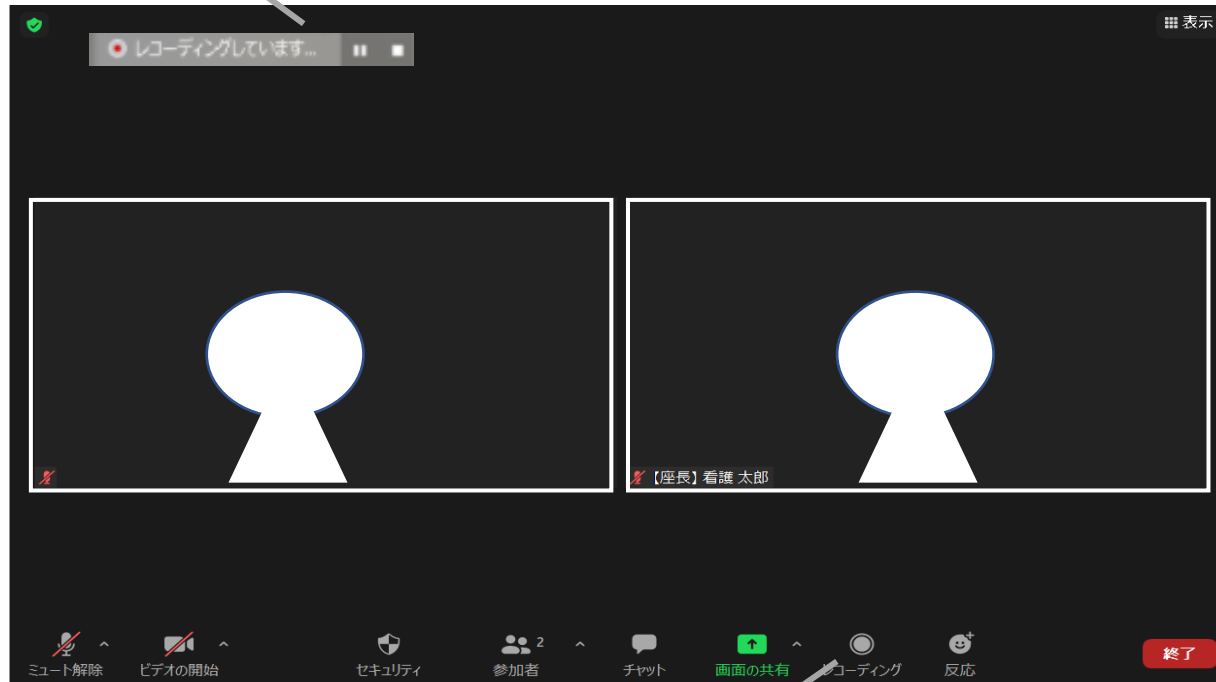 表示
レコーディングしています...
【座長】看護 太郎
2
ミュート解除
ビデオの開始
セキュリティ
参加者
チャット
画面の共有
レコーディング
反応
終了